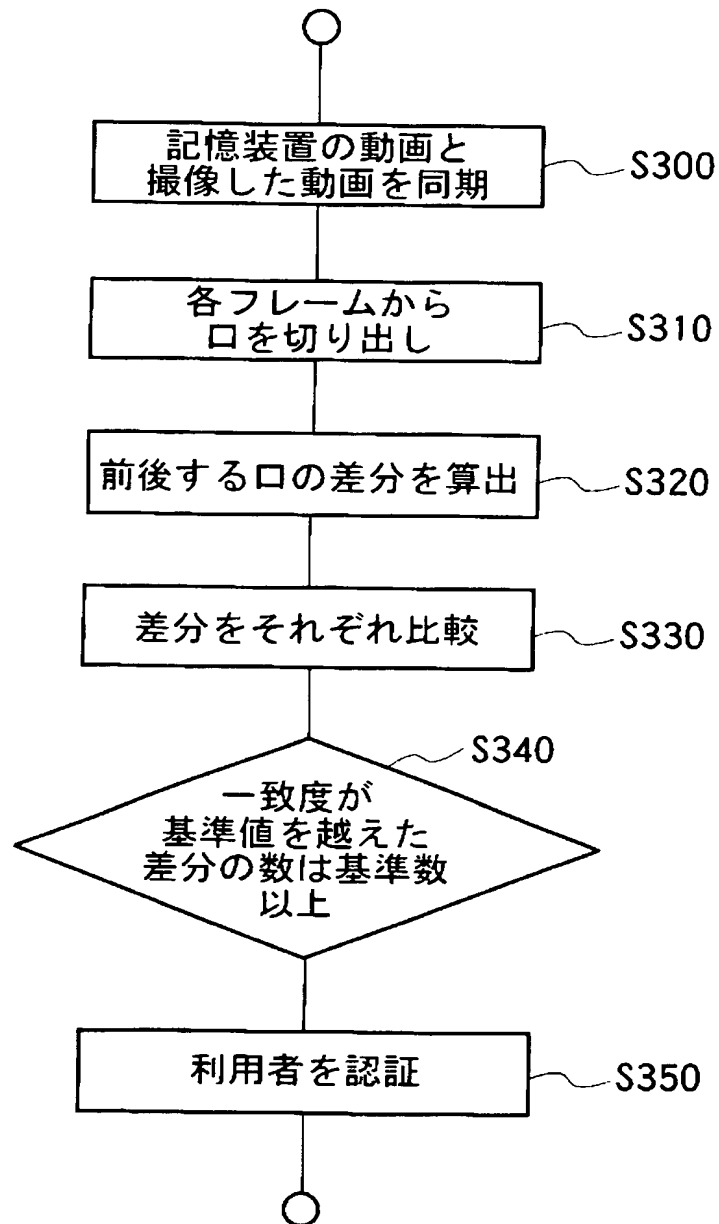 記憶装置の動画と
撮像した動画を同期
S300
各フレームから
口を切り出し
S310
前後する口の差分を算出
S320
差分をそれぞれ比較
S330
S340
一致度が
基準値を越えた
差分の数は基準数
以上
利用者を認証
S350